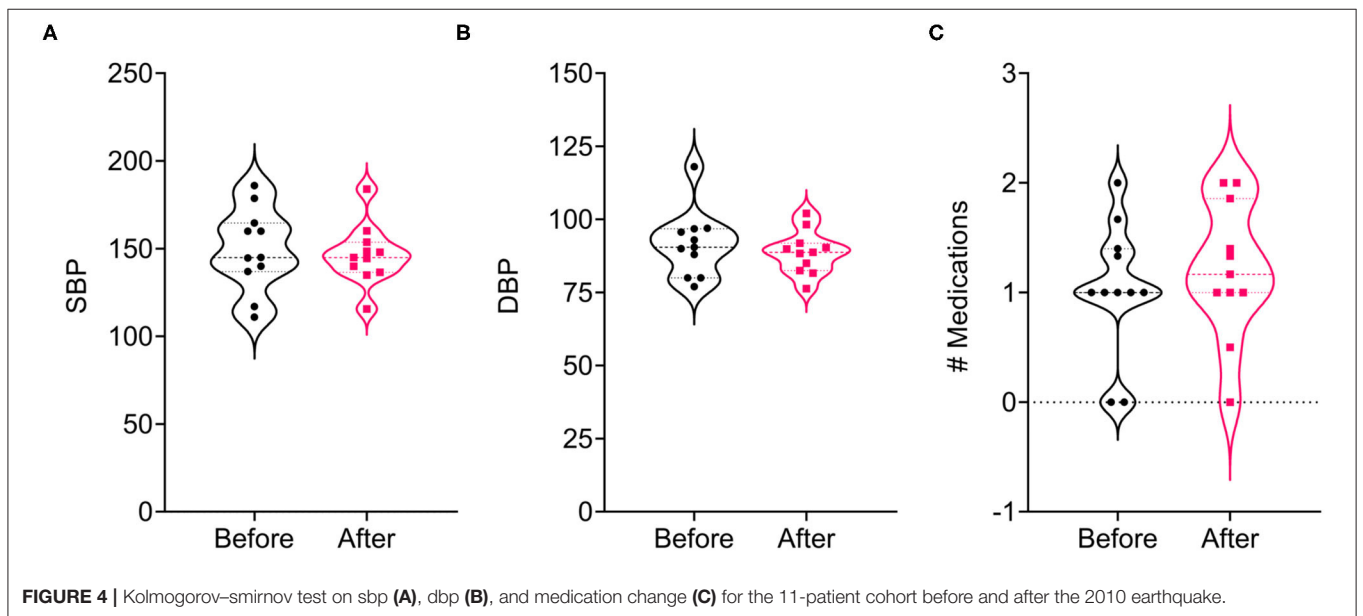 A
B
C
250
200
150
100
50
0
SBP
Before
After
150
125
100
75
50
25
0
DBP
Before
After
3
2
1
0
-1
# Medications
Before
After
FIGURE 4 | Kolmogorov–smirnov test on sbp (A), dbp (B), and medication change (C) for the 11-patient cohort before and after the 2010 earthquake.